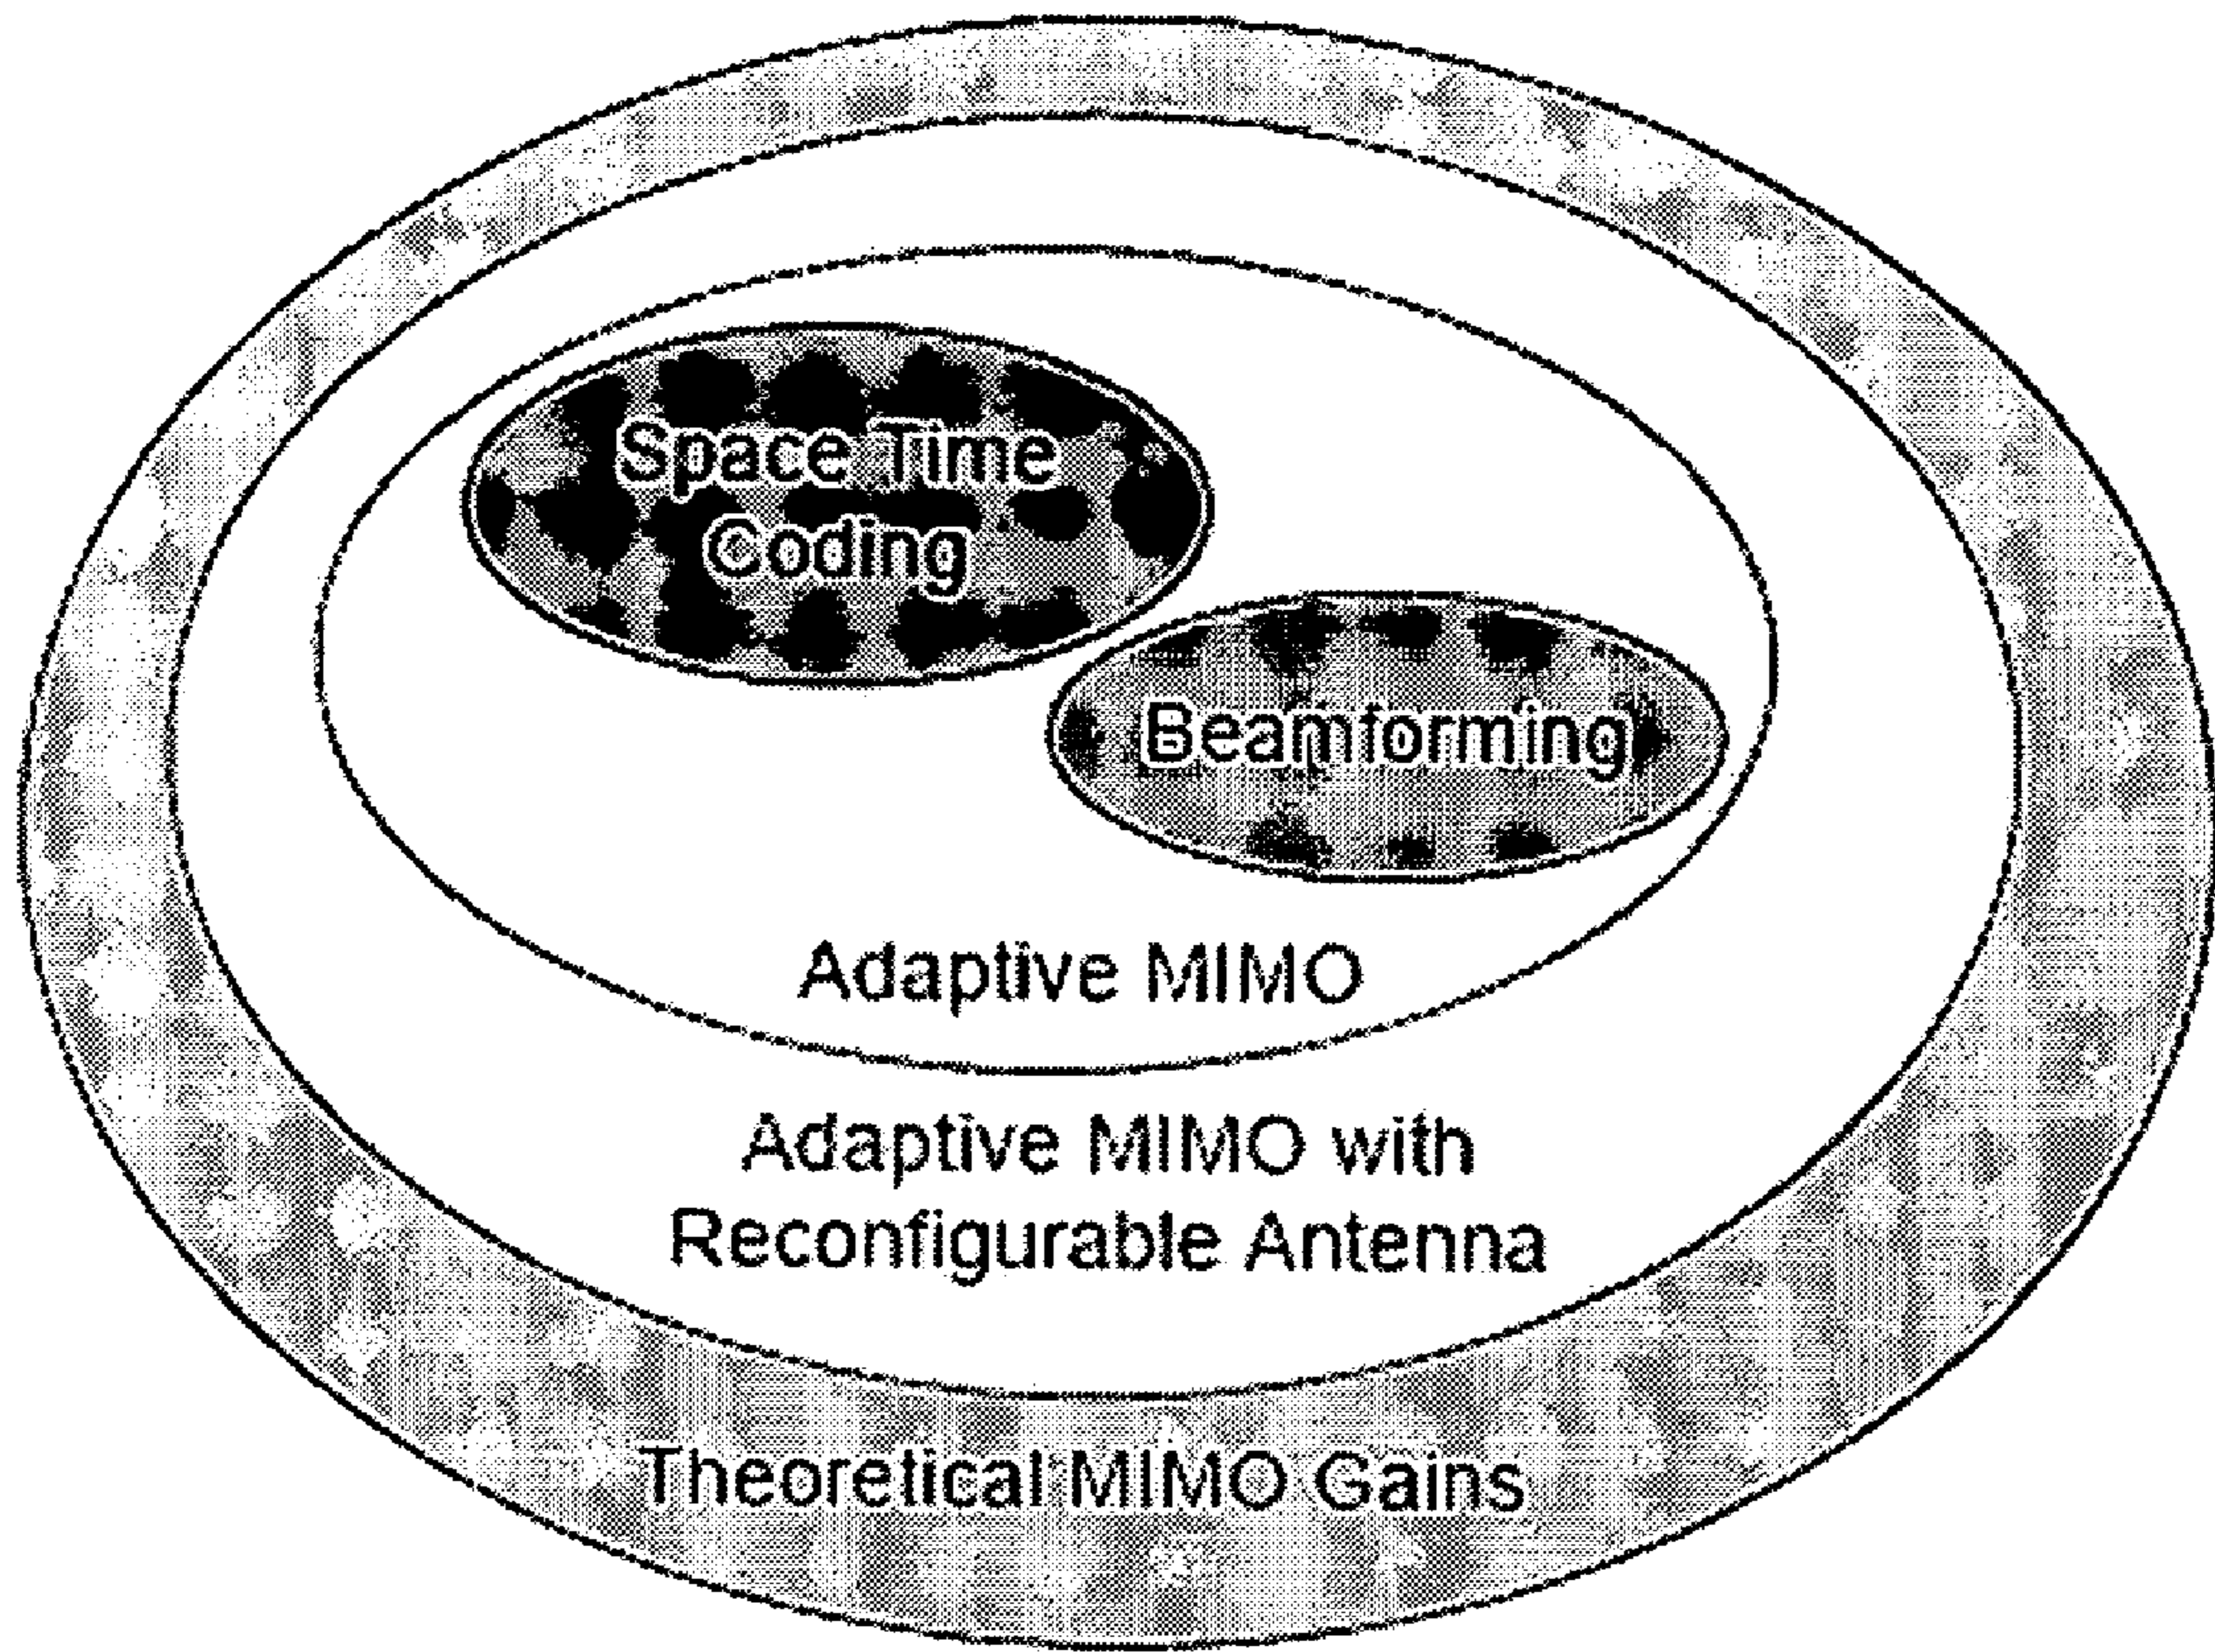 Space Time
Coding
Beamforming
Adaptive MIMO
Adaptive MIMO with
Reconfigurable Antenna
Theoretical MIMO Gains